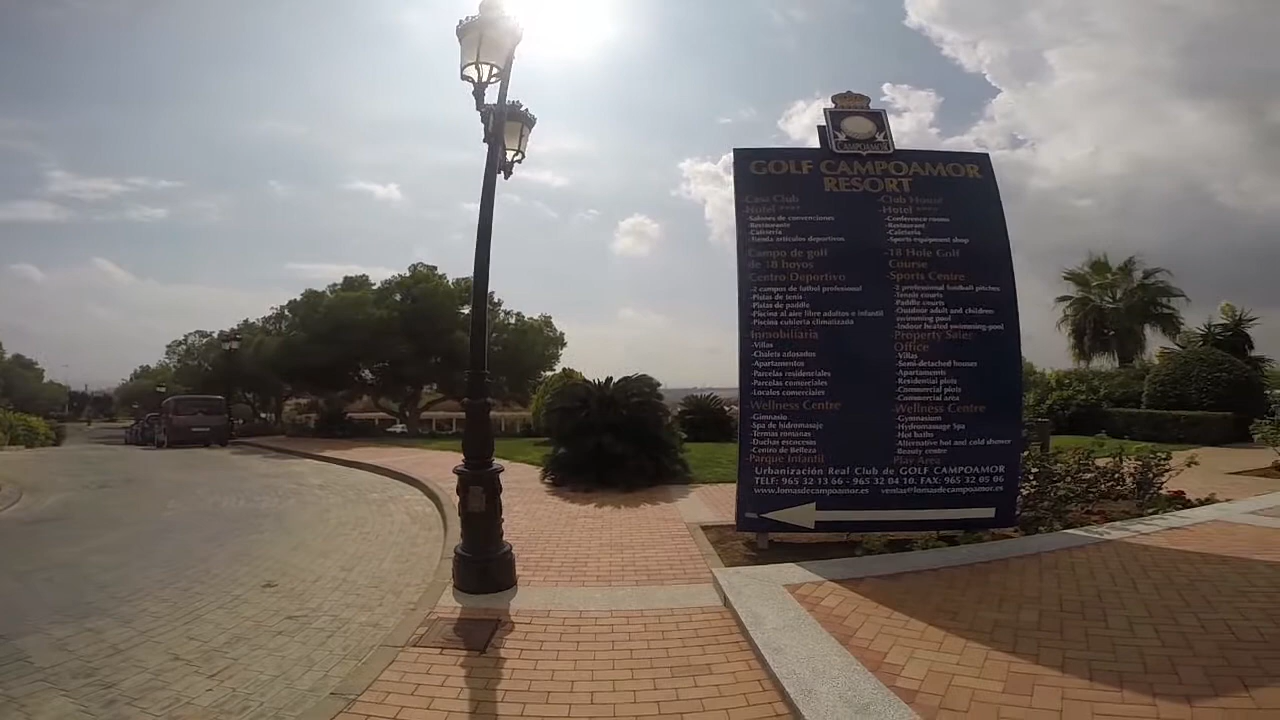 CAMPOAMOR
GOLF CAMPOAMOR
RESORT
Casa Club
Hotel ****
-Salones de convenciones
-Restaurante
-Cafetería
-Tienda artículos deportivos
Campo de golf
de 18 hoyos
Centro Deportivo
-2 campos de futbol profesional
-Pistas de tenis
-Pistas de paddle
-Piscina al aire libre adultos e infantil
-Piscina cubierta climatizada
Inmobiliaria
-Villas
-Chalets adosados
-Apartamentos
-Parcelas residenciales
-Parcelas comerciales
-Locales comerciales
-Wellness Centre
-Gimnasio
-Spa de hidromasaje
-Termas romanas
-Duchas escocesas
-Centro de Belleza
-Parque Infantil
-Club House
-Hotel ****
-Conference rooms
-Restaurant
-Cafeteria
-Sports equipment shop
-18 Hole Golf
Course
-Sports Centre
-2 professional football pitches
-Tennis courts
-Paddle courts
-Outdoor adult and children
swimming pool
-Indoor heated swimming-pool
-Property Sales
Office
-Villas
-Semi-detached houses
-Apartaments
-Residential plots
-Commercial plots
-Commercial area
-Wellness Centre
-Gymnasium
-Hydromassage Spa
-Hot baths
-Alternative hot and cold shower
-Beauty centre
-Play Area
Urbanización Real Club de GOLF CAMPOAMOR
TELF: 965 32 13 66 - 965 32 04 10. FAX: 965 32 05 06
www.lomasdecampoamor.es ventas@lomasdecampoamor.es